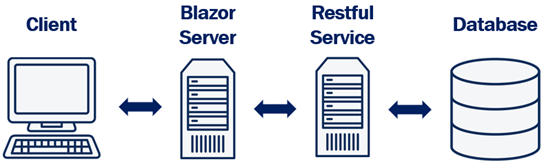 Client
Blazor
Server
Restful
Service
Database